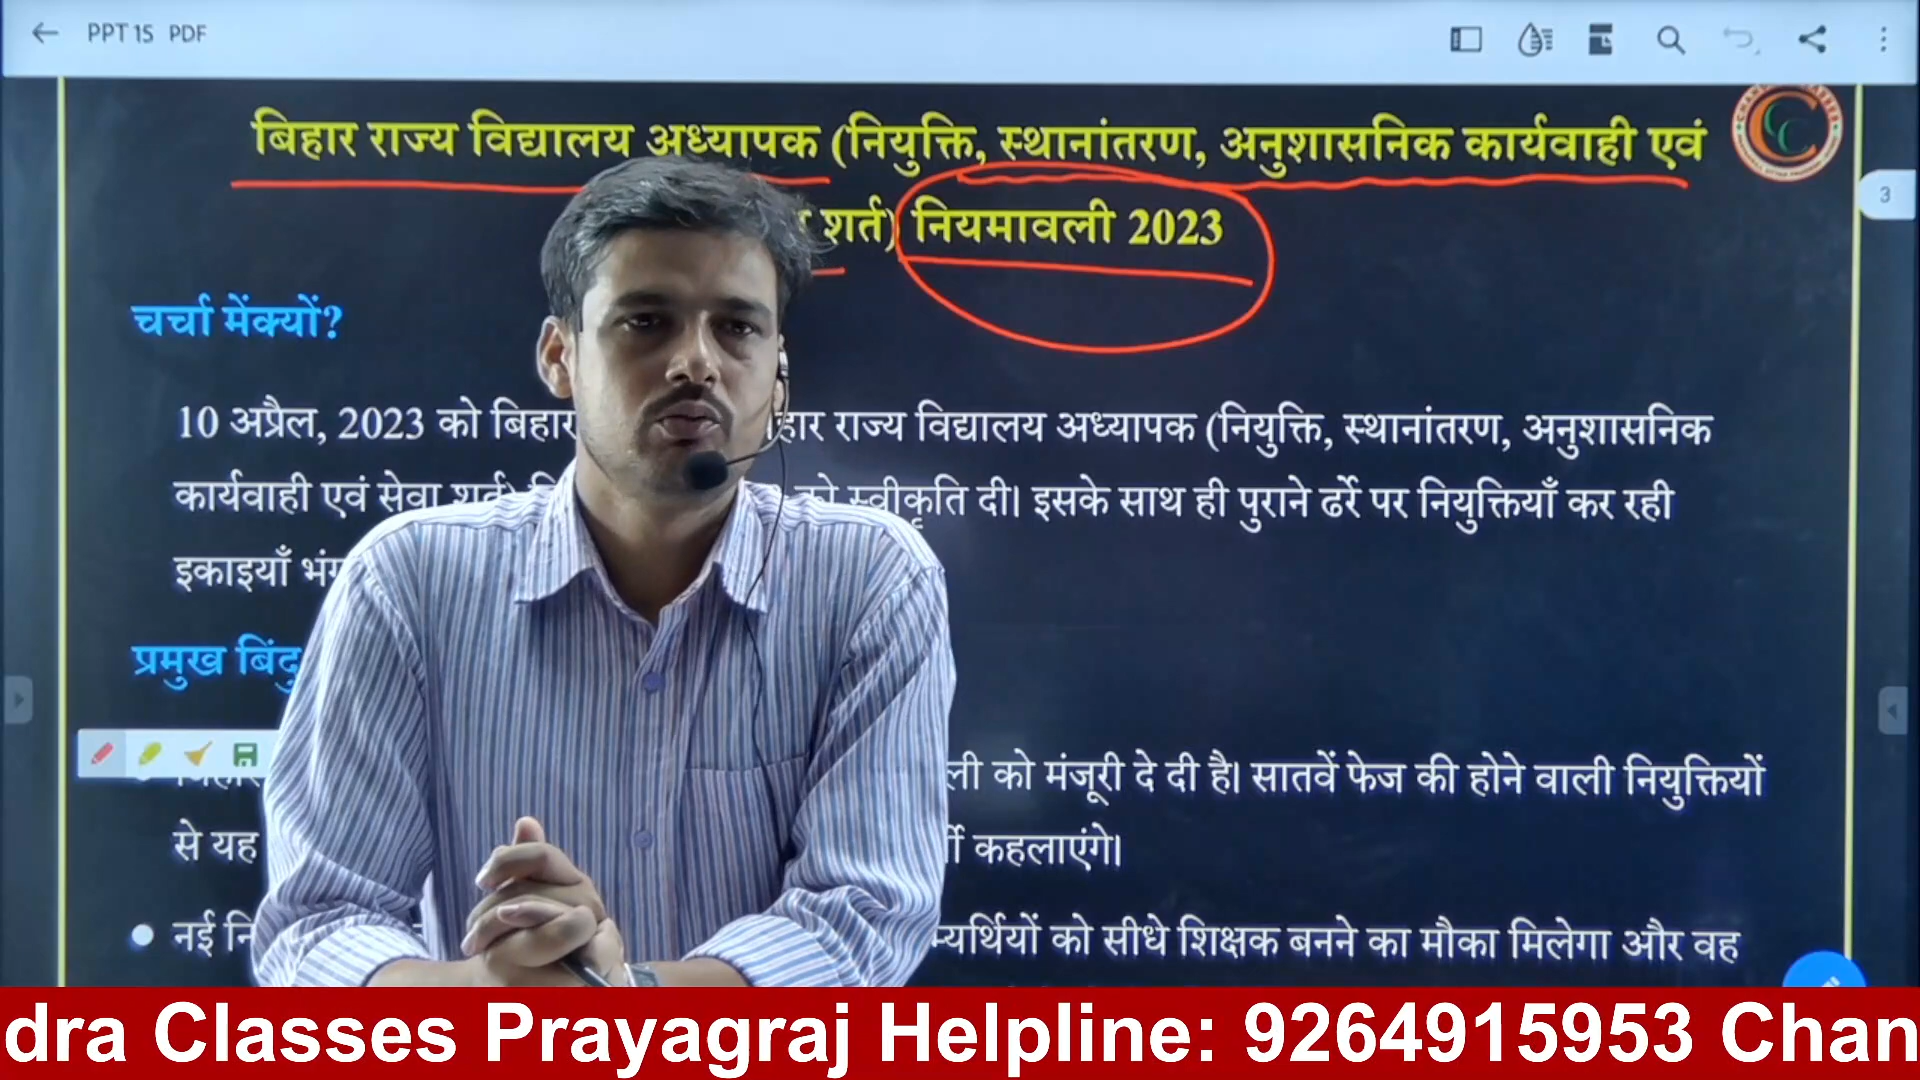 PPT 15 PDF
बिहार राज्य विद्यालय अध्यापक (नियुक्ति, स्थानांतरण, अनुशासनिक कार्यवाही एवं
शर्त) नियमावली 2023
3
चर्चा मेंक्यों?
10 अप्रैल, 2023 को बिहार राज्य विद्यालय अध्यापक (नियुक्ति, स्थानांतरण, अनुशासनिक
कार्यवाही एवं सेवा शर्त) को स्वीकृति दी। इसके साथ ही पुराने ढर्रे पर नियुक्तियाँ कर रही
इकाइयाँ
प्रमुख बिंदु
को मंजूरी दे दी है। सातवें फेज की होने वाली नियुक्तियों
से यह कहलाएंगे।
नई को सीधे शिक्षक बनने का मौका मिलेगा और वह
dra Classes Prayagraj Helpline: 9264915953 Chan